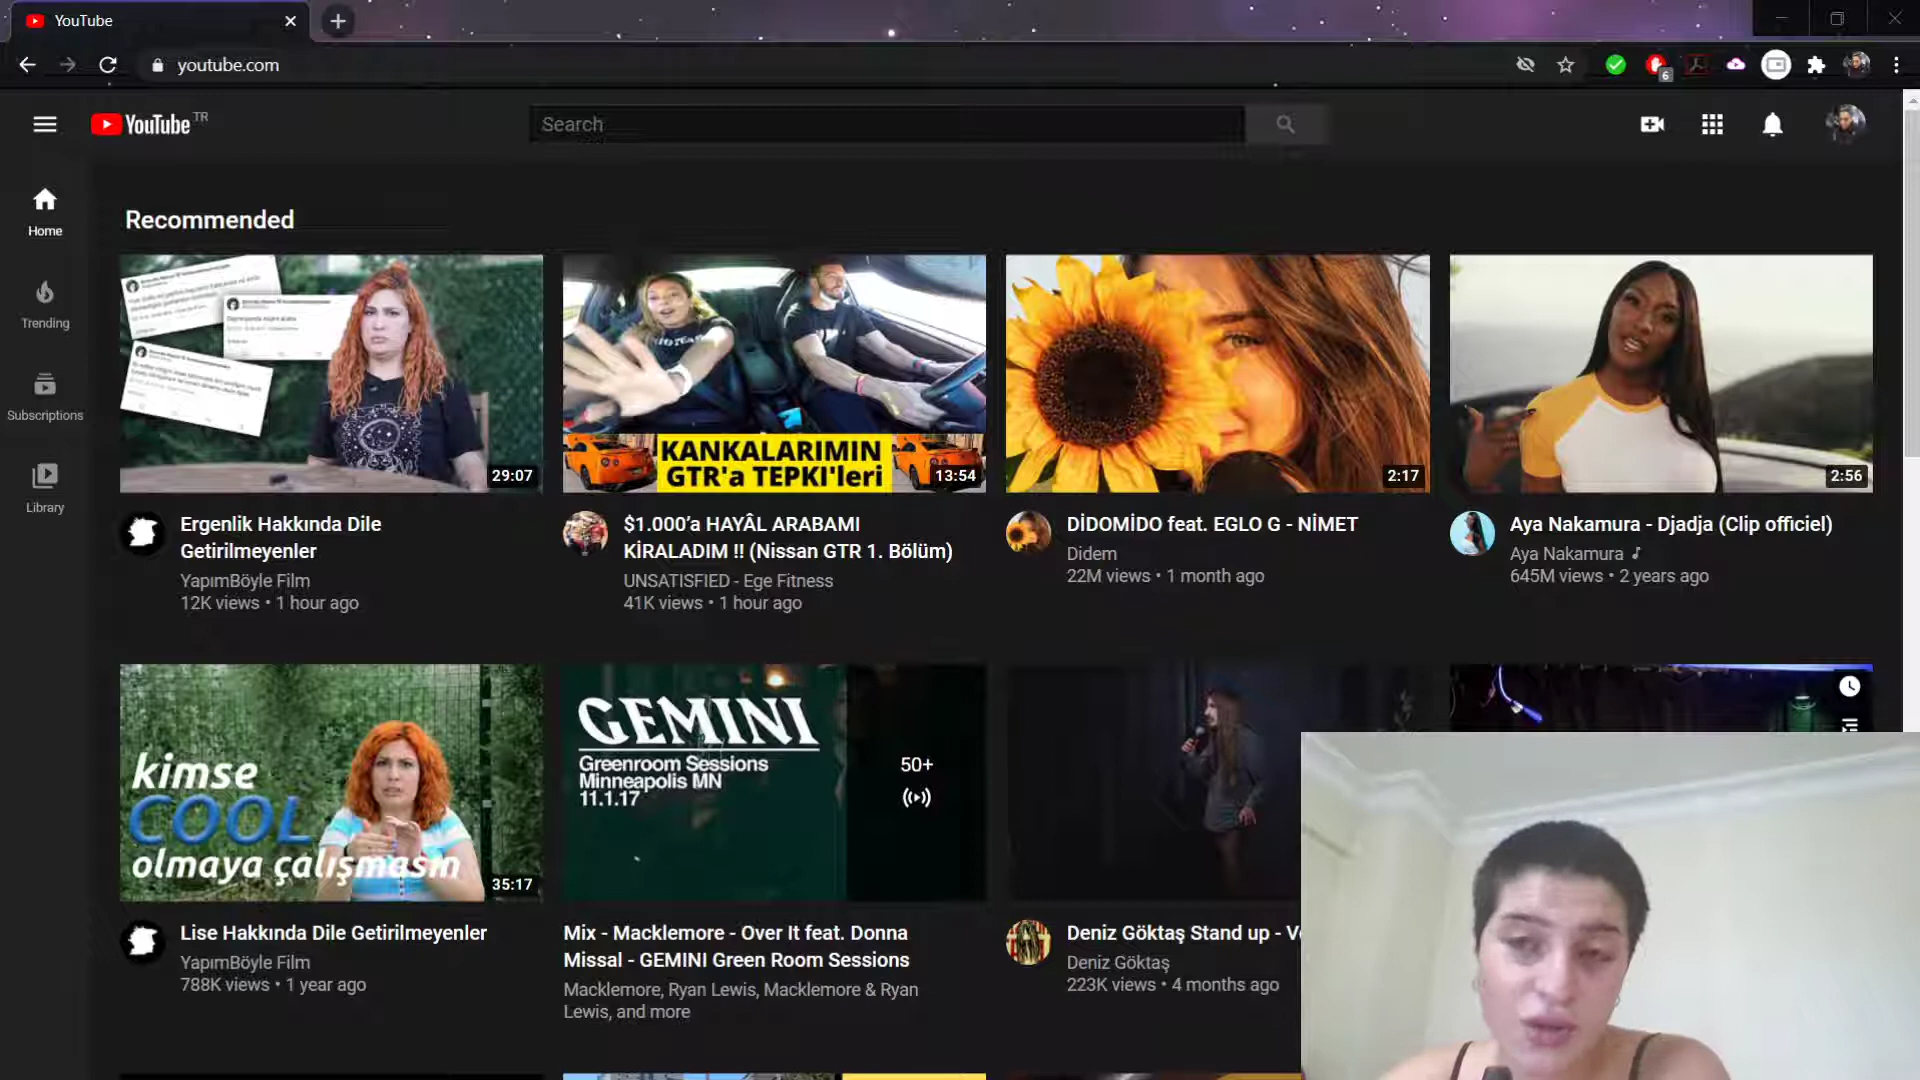 YouTube
youtube.com
6
YouTube TR
Search
Home
Trending
Subscriptions
Library
Recommended
29:07
KANKALARIMIN
GTR'a TEPKI'leri
13:54
2:17
2:56
Ergenlik Hakkında Dile
Getirilmeyenler
YapımBöyle Film
12K views • 1 hour ago
$1.000’a HAYÂL ARABAMI
KİRALADIM !! (Nissan GTR 1. Bölüm)
UNSATISFIED - Ege Fitness
41K views • 1 hour ago
DİDOMİDO feat. EGLO G - NİMET
Didem
22M views • 1 month ago
Aya Nakamura - Djadja (Clip officiel)
Aya Nakamura
645M views • 2 years ago
kimse
COOL
olmaya çalışmasın
35:17
GEMINI
Greenroom Sessions
Minneapolis MN
11.1.17
50+
Lise Hakkında Dile Getirilmeyenler
YapımBöyle Film
788K views • 1 year ago
Mix - Macklemore - Over It feat. Donna
Missal - GEMINI Green Room Sessions
Macklemore, Ryan Lewis, Macklemore & Ryan
Lewis, and more
Deniz Göktaş Stand up -
Deniz Göktaş
223K views • 4 months ago